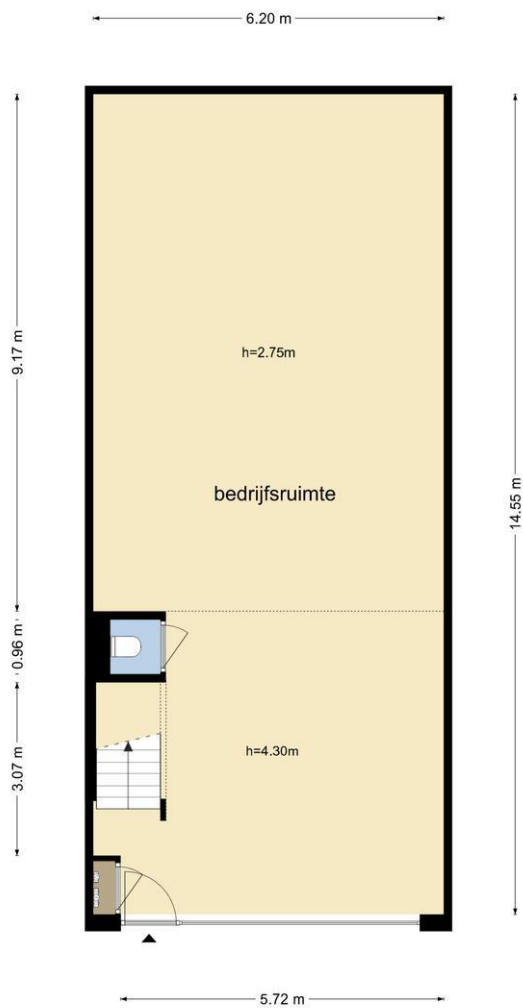 6.20 m
9.17 m
h=2.75m
bedrijfsruimte
14.55 m
0.96 m
h=4.30m
3.07 m
5.72 m